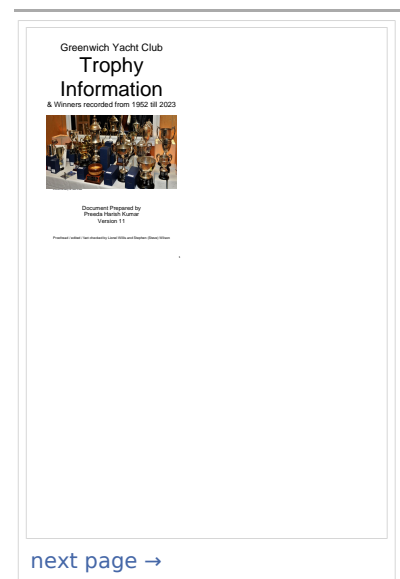 Greenwich Yacht Club
Trophy
Information
& Winners recorded from 1952 till 2023
Document Prepared by
Preeda Harish Kumar
Version 11
next page →